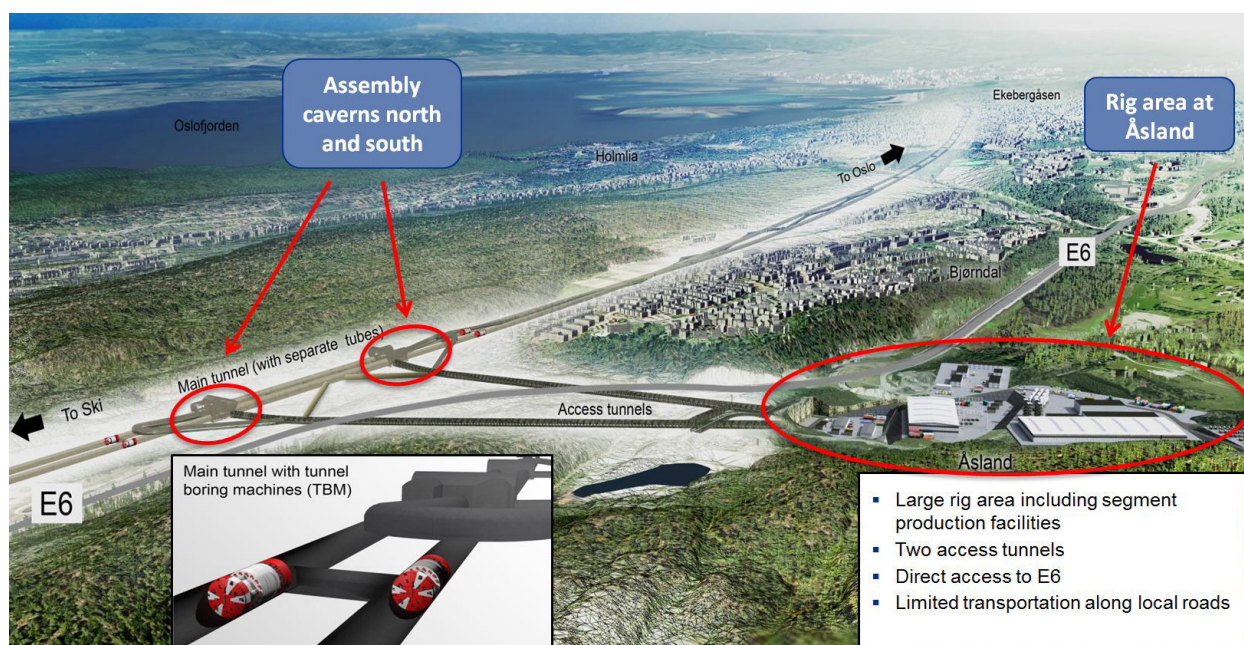 Assembly
caverns north
and south
Rig area at
Åsland
Oslofjorden
Holmlia
Ekebergåsen
To Oslo
E6
Bjørndal
Main tunnel (with separate tubes)
To Ski
Access tunnels
Åsland
E6
Main tunnel with tunnel
boring machines (TBM)
▪ Large rig area including segment
production facilities
▪ Two access tunnels
▪ Direct access to E6
▪ Limited transportation along local roads